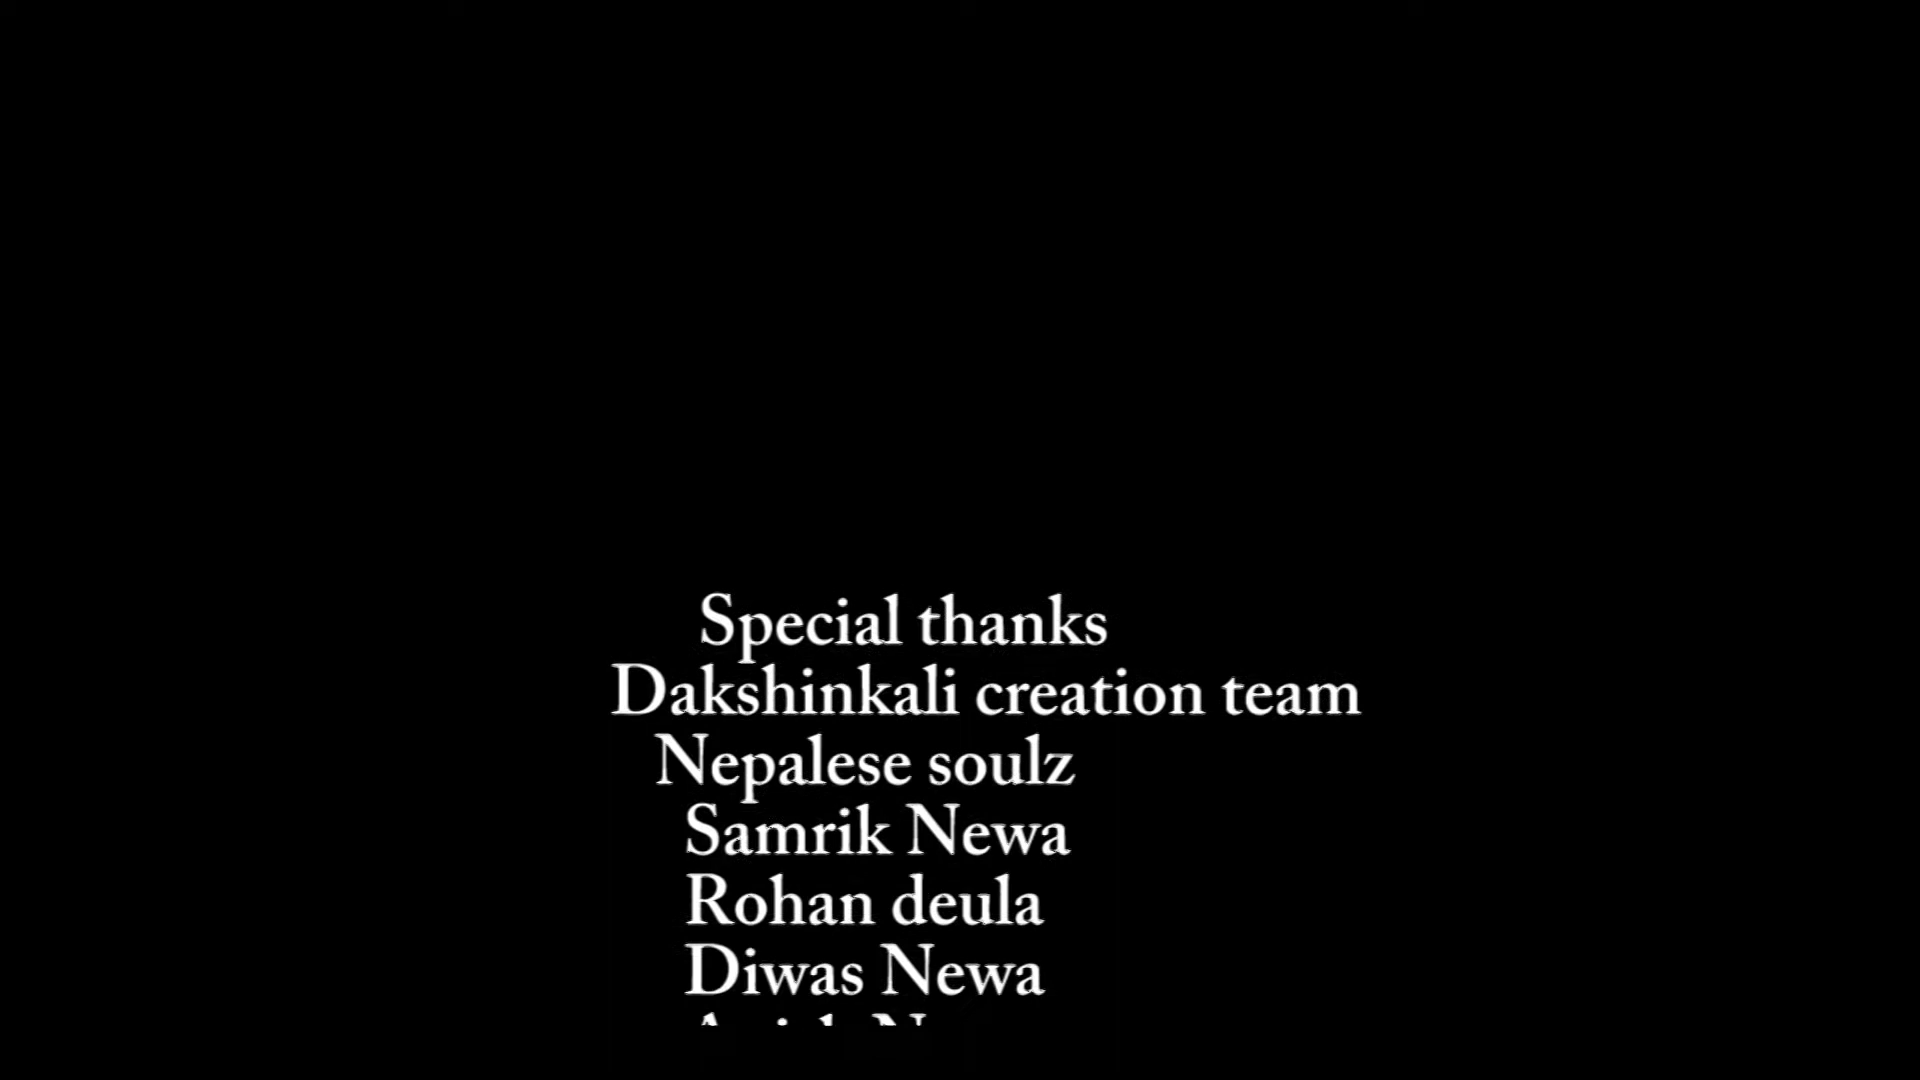 Special thanks
Dakshinkali creation team
Nepalese soulz
Samrik Newa
Rohan deula
Diwas Newa